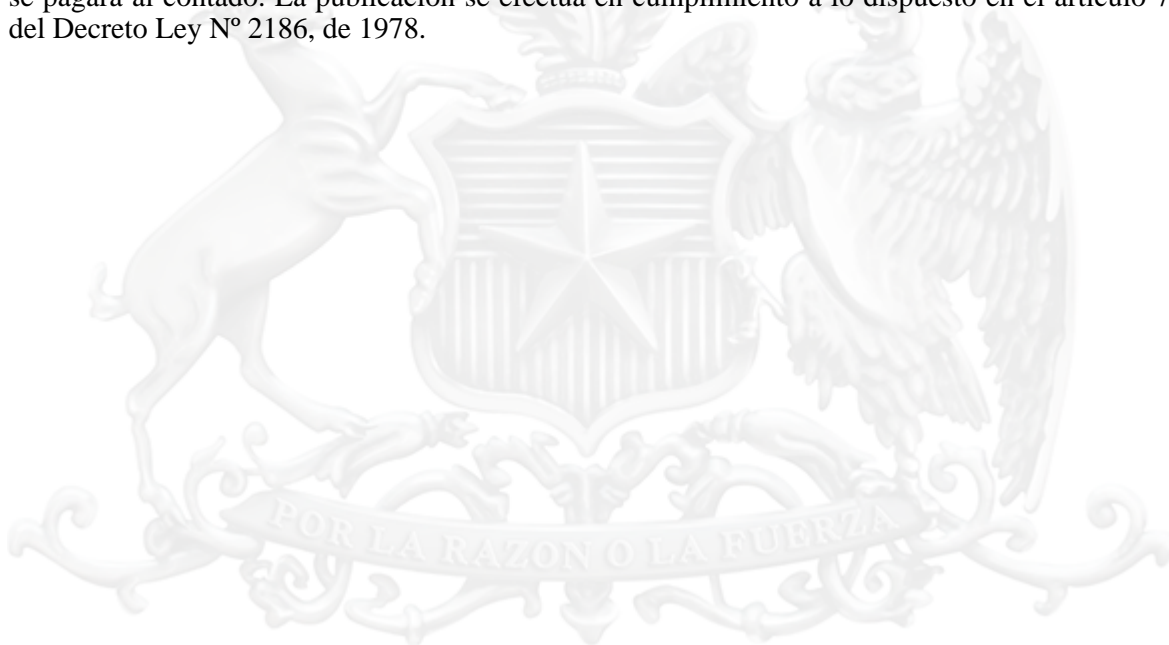 se pagará al contado. La publicación se efectúa en cumplimiento a lo dispuesto en el artículo 7
del Decreto Ley Nº 2186, de 1978.
POR LA RAZON O LA FUERZA